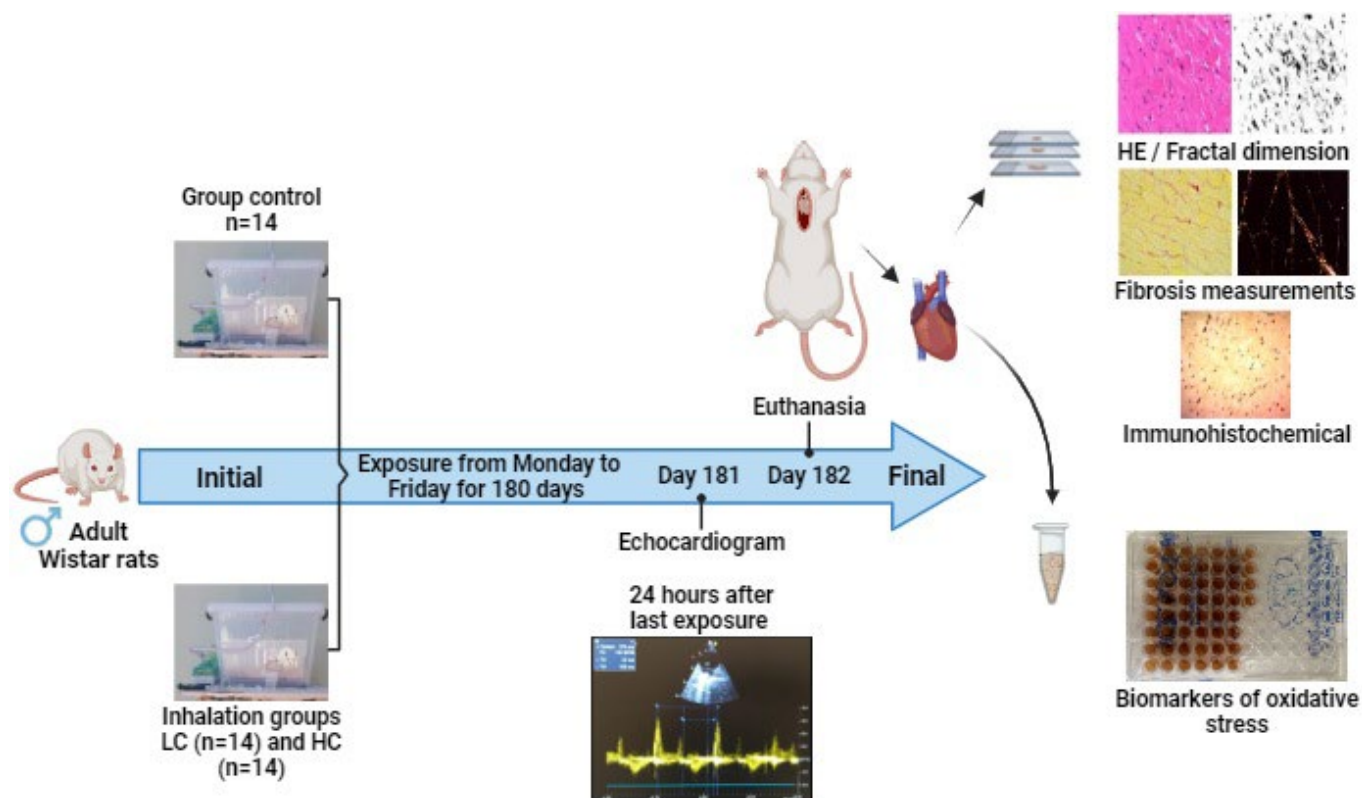 Group control
n=14
Adult
Wistar rats
Initial
Exposure from Monday to
Friday for 180 days
Day 181
Day 182
Final
Euthanasia
Echocardiogram
Inhalation groups
LC (n=14) and HC
(n=14)
24 hours after
last exposure
HE / Fractal dimension
Fibrosis measurements
Immunohistochemical
Biomarkers of oxidative
stress